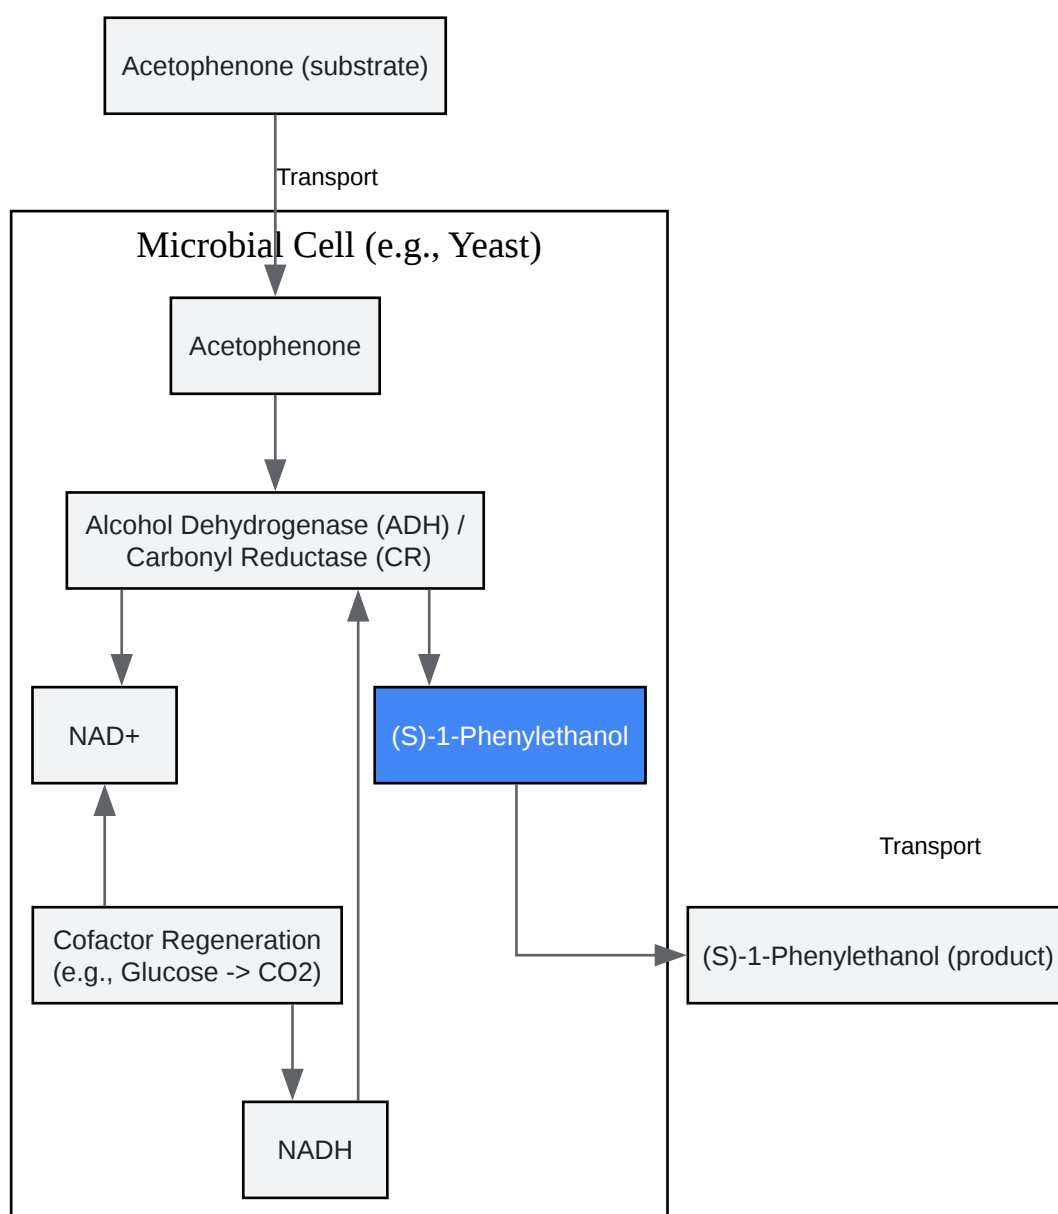 Acetophenone (substrate)
Transport
Microbial Cell (e.g., Yeast)
Acetophenone
Alcohol Dehydrogenase (ADH) /
Carbonyl Reductase (CR)
NAD+
(S)-1-Phenylethanol
Transport
Cofactor Regeneration
(e.g., Glucose -> CO2)
(S)-1-Phenylethanol (product)
NADH